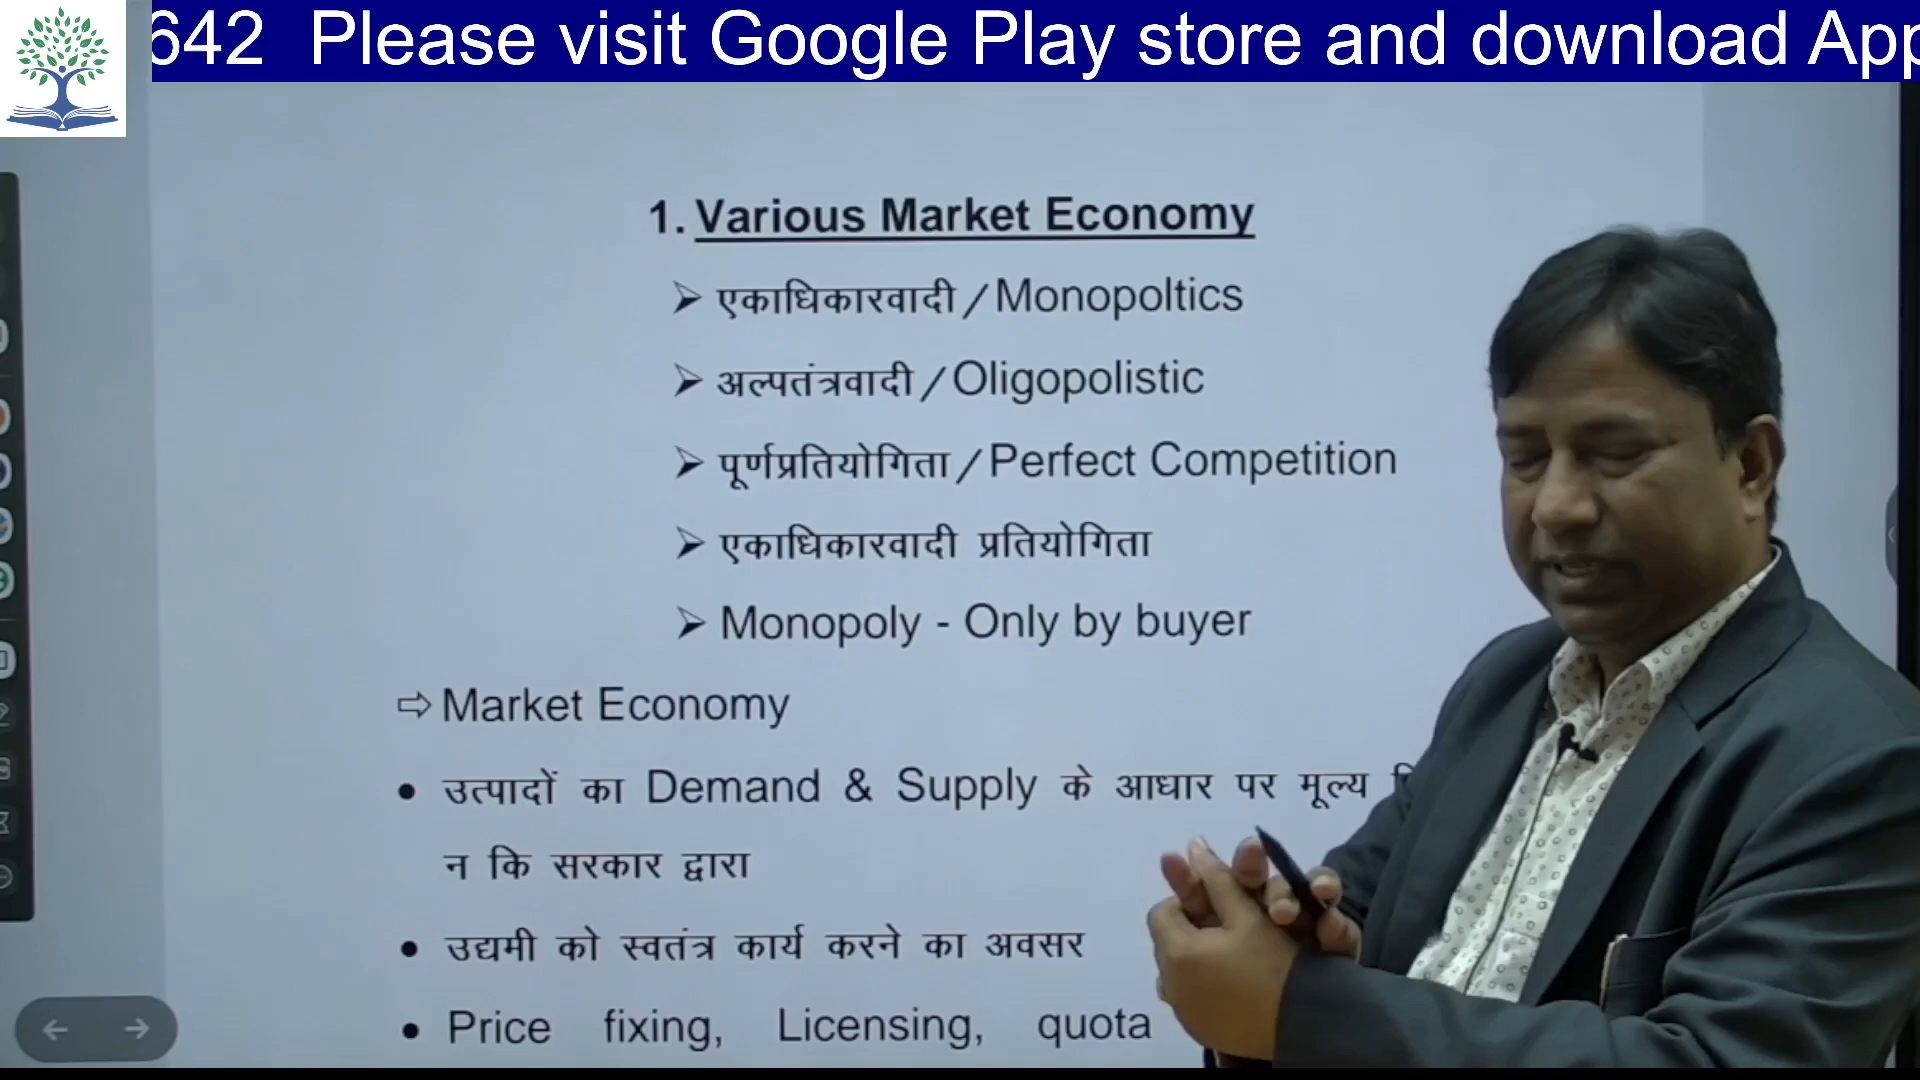 642 Please visit Google Play store and download App
1. Various Market Economy
➢ एकाधिकारवादी / Monopoltics
➢ अल्पतंत्रवादी / Oligopolistic
➢ पूर्णप्रतियोगिता / Perfect Competition
➢ एकाधिकारवादी प्रतियोगिता
➢ Monopoly - Only by buyer
⇨ Market Economy
• उत्पादों का Demand & Supply के आधार पर मूल्य
न कि सरकार द्वारा
• उद्यमी को स्वतंत्र कार्य करने का अवसर
• Price fixing, Licensing, quota